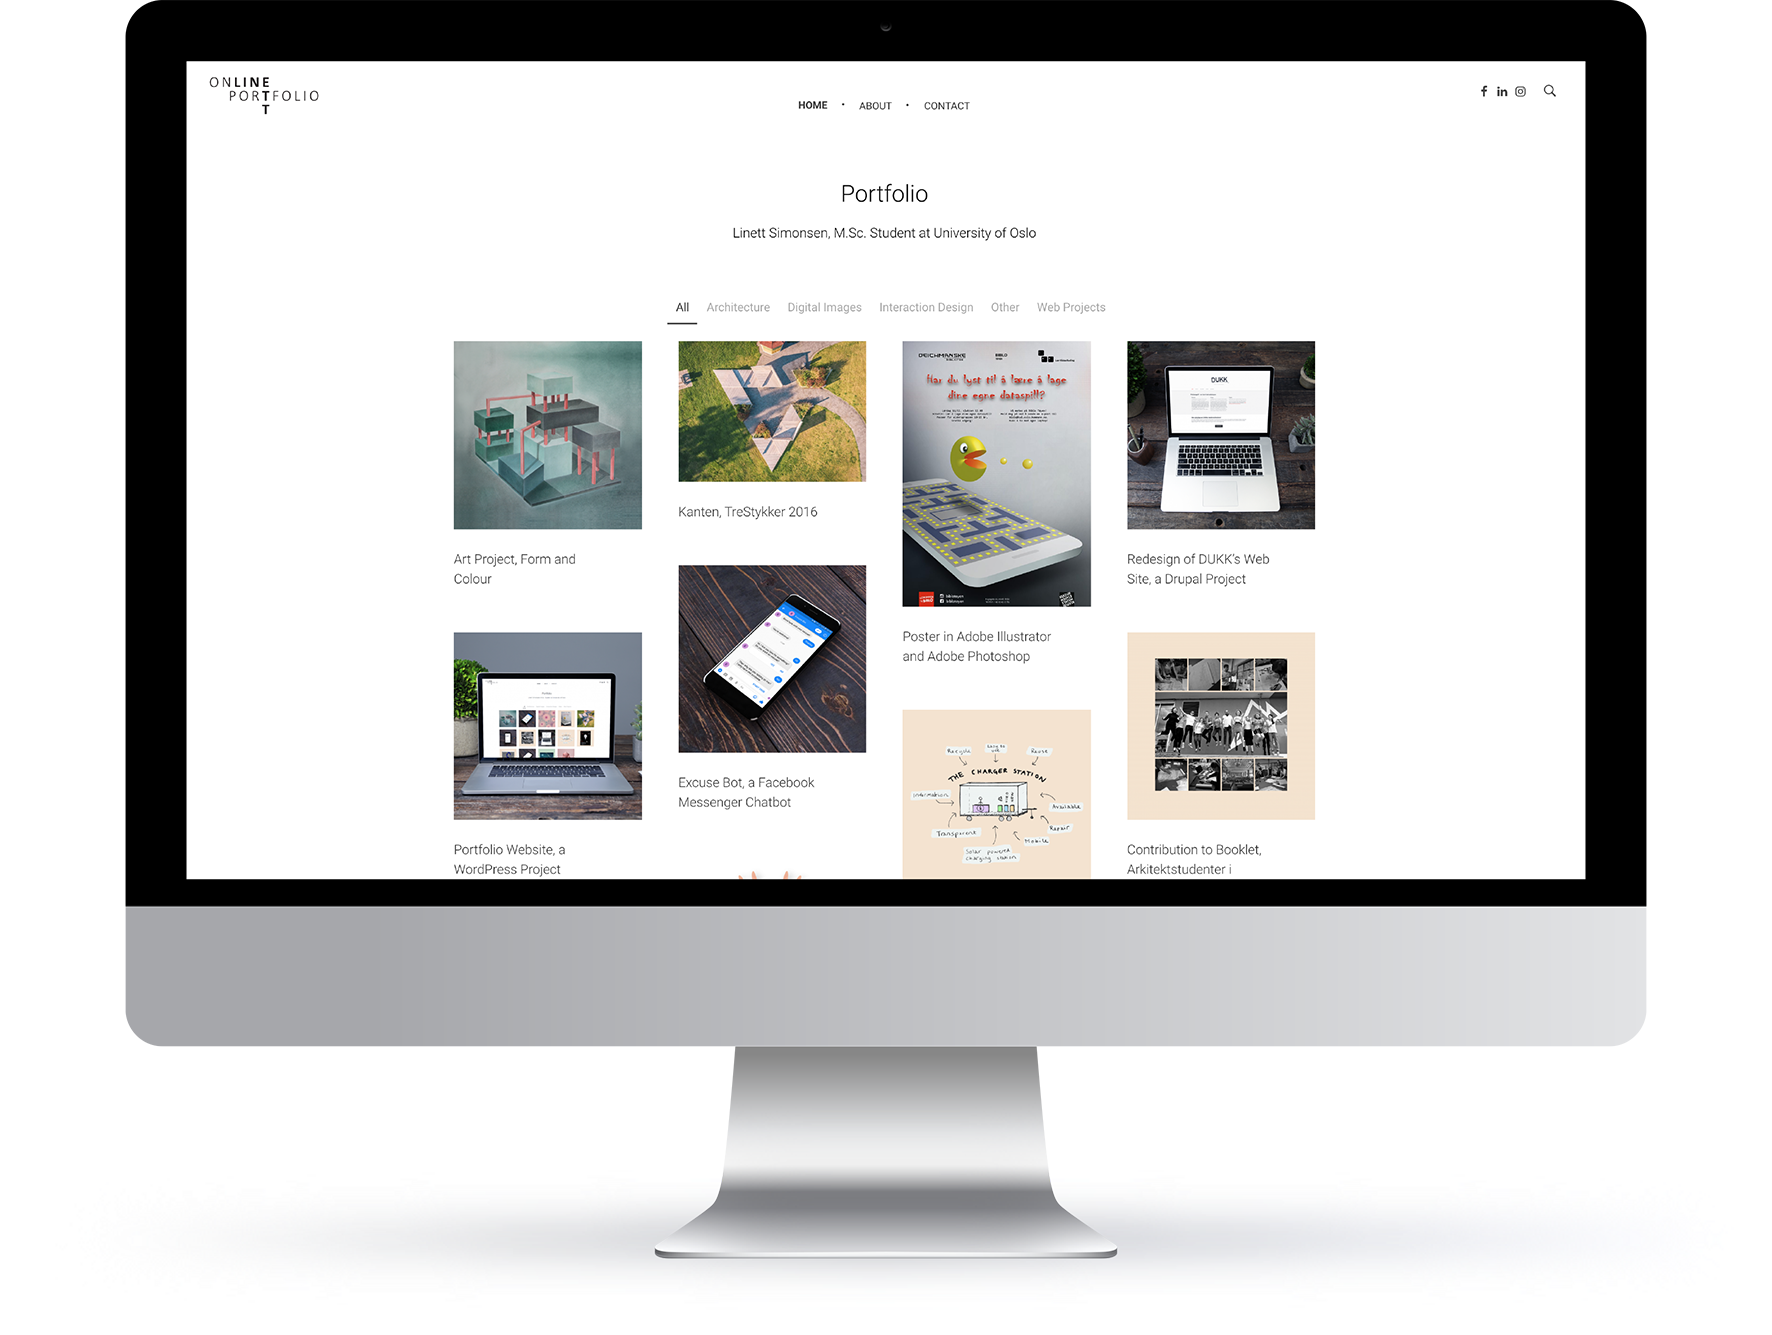 ONLINE
PORTFOLIO
T
HOME • ABOUT • CONTACT
Portfolio
Linett Simonsen, M.Sc. Student at University of Oslo
All Architecture Digital Images Interaction Design Other Web Projects
DEICHMANSKE
Har du lyst til å lære å lage
dine egne dataspill?
DUKK
Kanten, TreStykker 2016
Art Project, Form and
Colour
Redesign of DUKK's Web
Site, a Drupal Project
Poster in Adobe Illustrator
and Adobe Photoshop
Recycle
Reuse
THE CHARGER STATION
Information
Available
Transparent
Repair
Mobile
Solar powered
charging station
Excuse Bot, a Facebook
Messenger Chatbot
Portfolio Website, a
WordPress Project
Contribution to Booklet,
Arkitektstudenter i